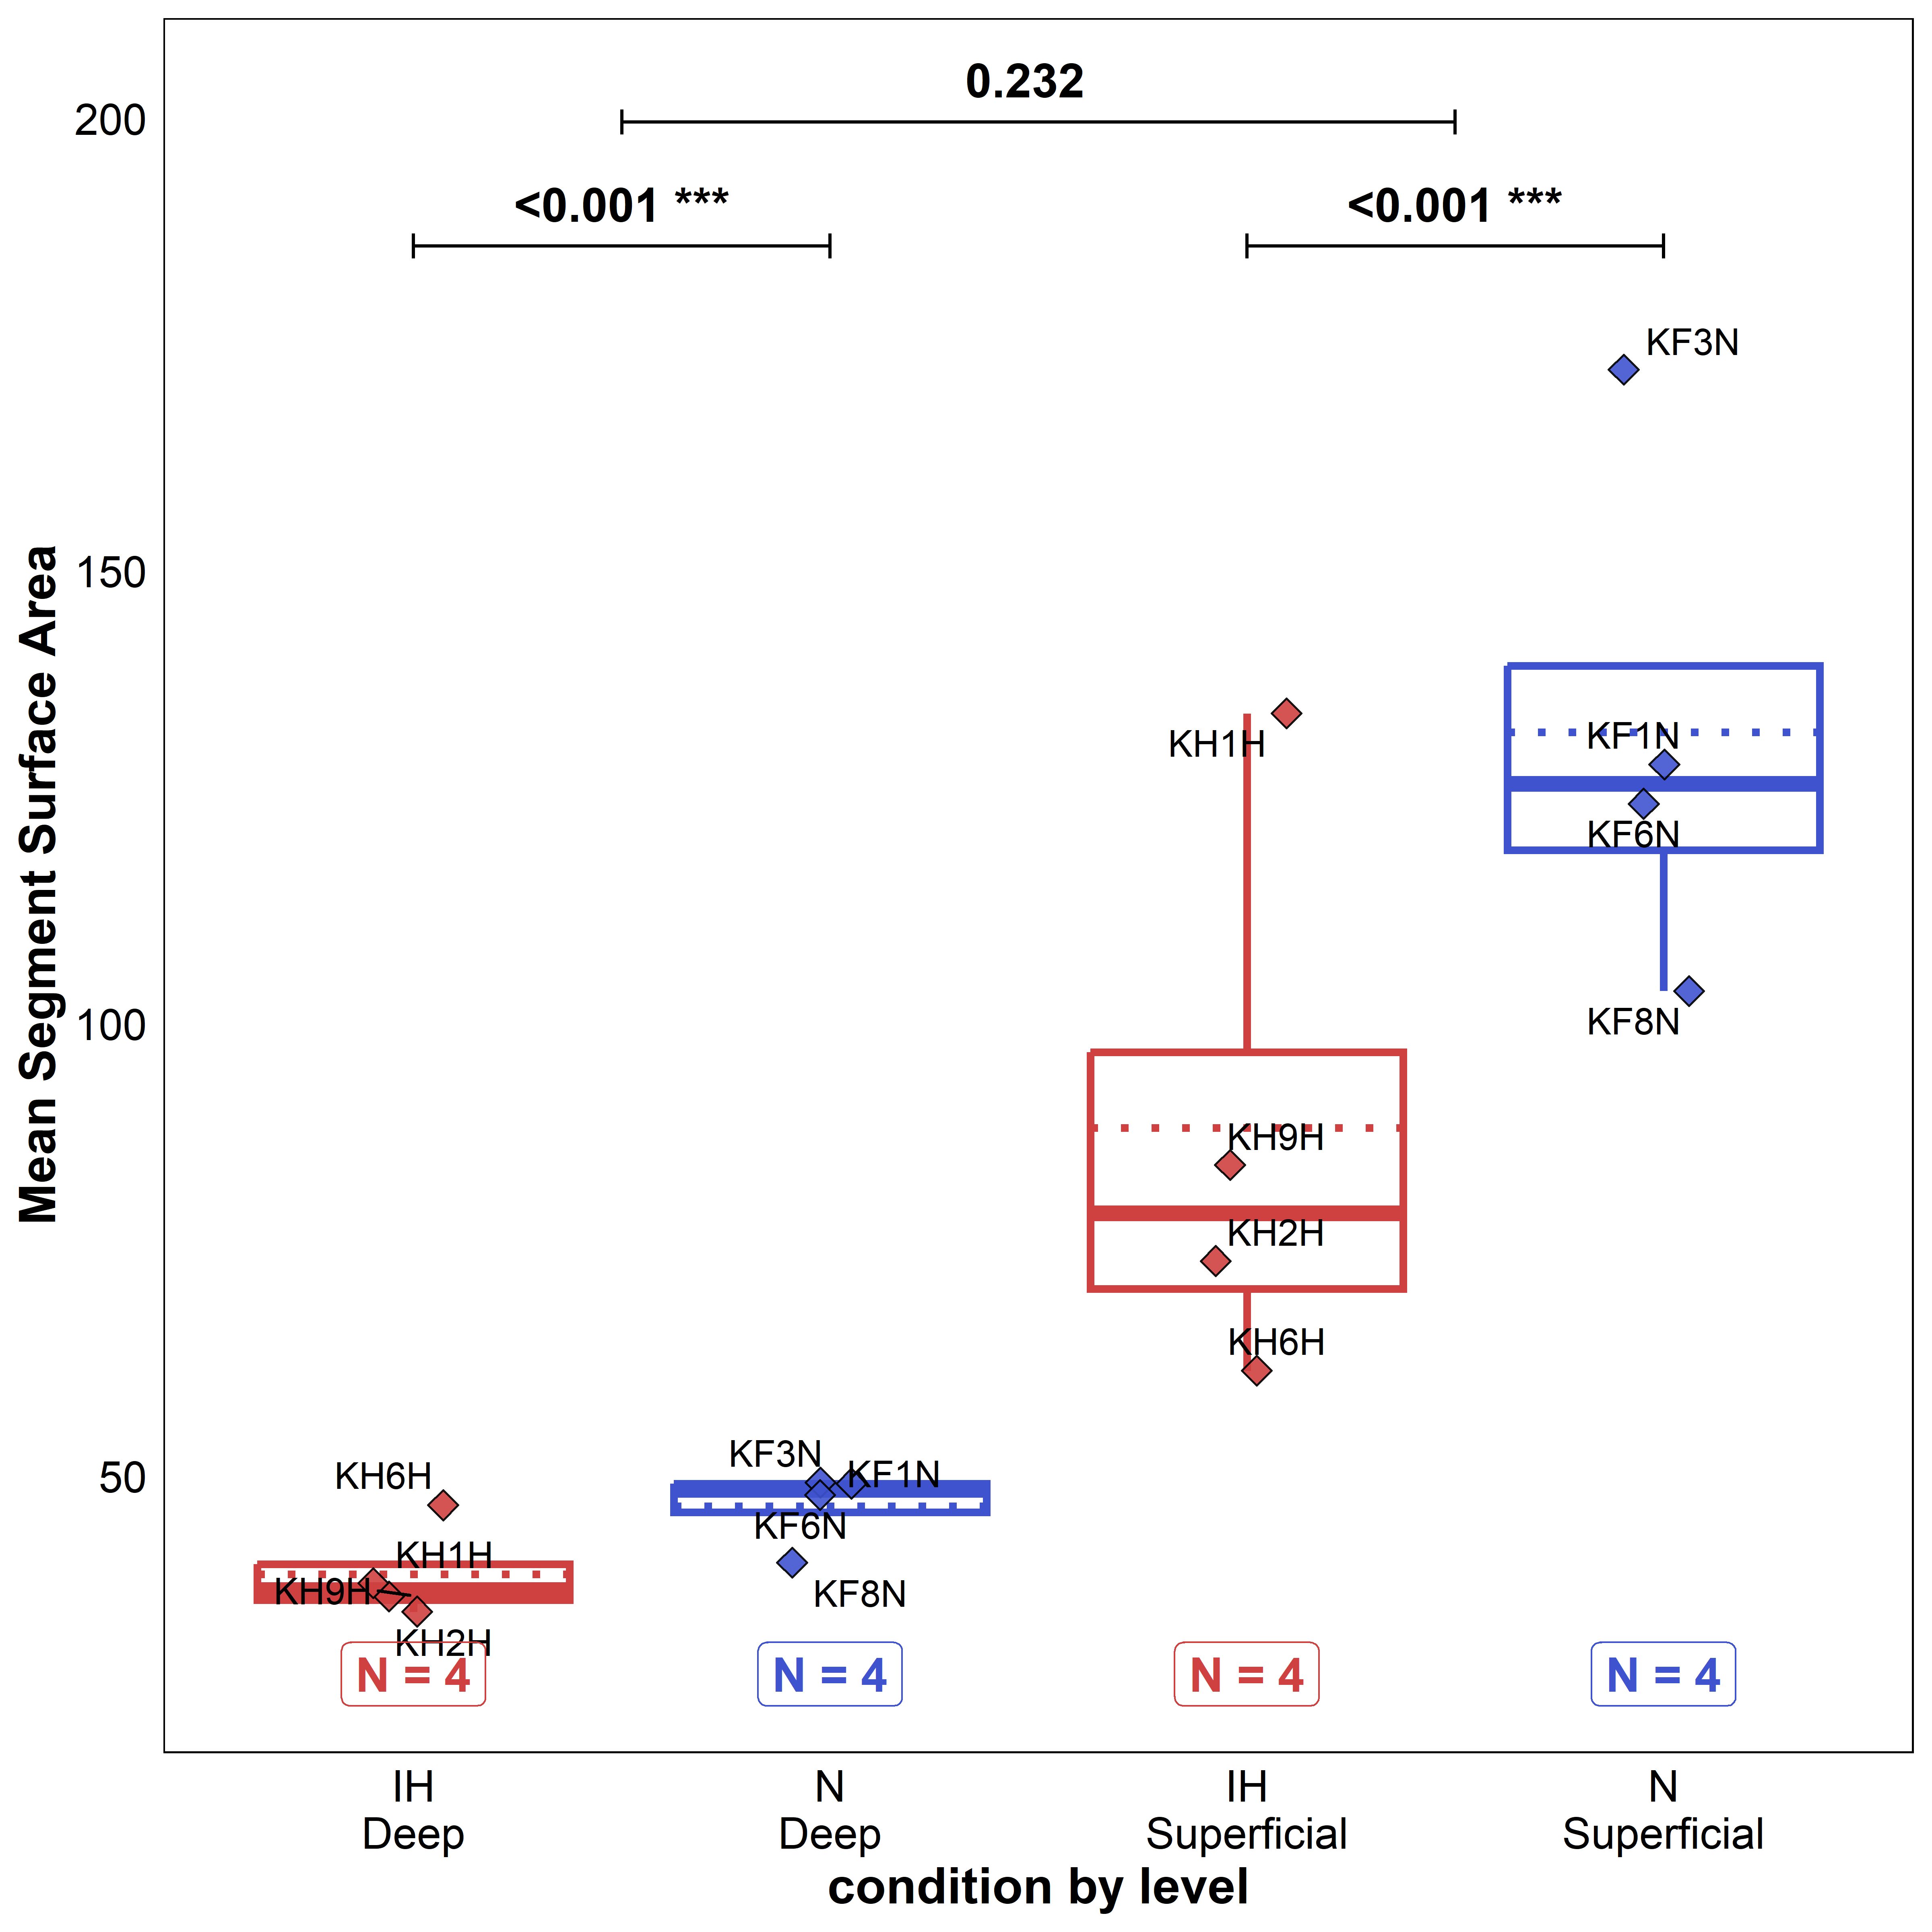 0.232
<0.001 ***
<0.001 ***
200
150
100
50
Mean Segment Surface Area
KF3N
KH1H
KF1N
KF6N
KF8N
KH9H
KH2H
KH6H
KH6H
KH1H
KH9H
KH2H
KF3N
KF1N
KF6N
KF8N
N = 4
N = 4
N = 4
N = 4
IH
Deep
N
Deep
IH
Superficial
N
Superficial
condition by level